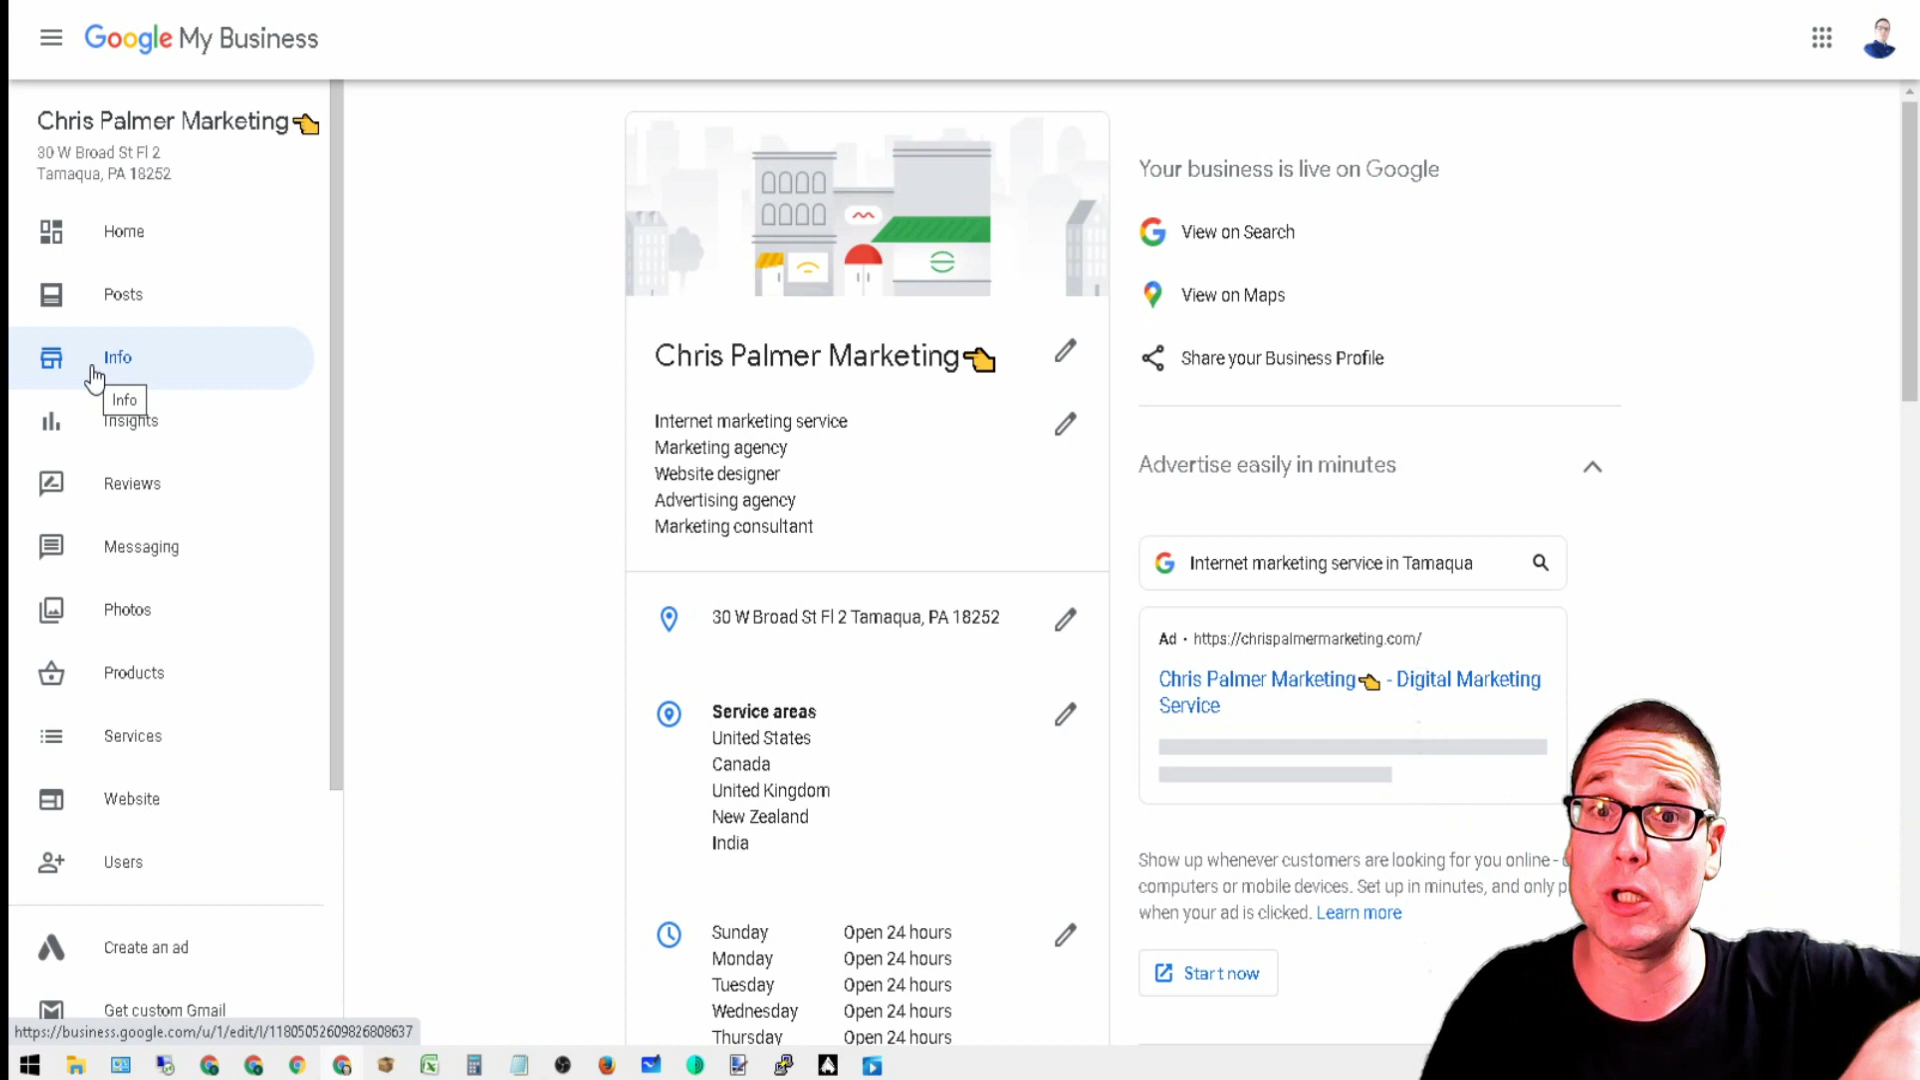 Google My Business
Chris Palmer Marketing👈
30 W Broad St Fl 2
Tamaqua, PA 18252
Home
Posts
Info
Info
Insights
Reviews
Messaging
Photos
Products
Services
Website
Users
Create an ad
Get custom Gmail
https://business.google.com/u/1/edit/l/11805052609826808637
Chris Palmer Marketing👈
Internet marketing service
Marketing agency
Website designer
Advertising agency
Marketing consultant
30 W Broad St Fl 2 Tamaqua, PA 18252
Service areas
United States
Canada
United Kingdom
New Zealand
India
Sunday Open 24 hours
Monday Open 24 hours
Tuesday Open 24 hours
Wednesday Open 24 hours
Thursday Open 24 hours
Your business is live on Google
View on Search
View on Maps
Share your Business Profile
Advertise easily in minutes
Internet marketing service in Tamaqua
Ad · https://chrispalmermarketing.com/
Chris Palmer Marketing👈 - Digital Marketing
Service
Show up whenever customers are looking for you online -
computers or mobile devices. Set up in minutes, and only
when your ad is clicked. Learn more
Start now